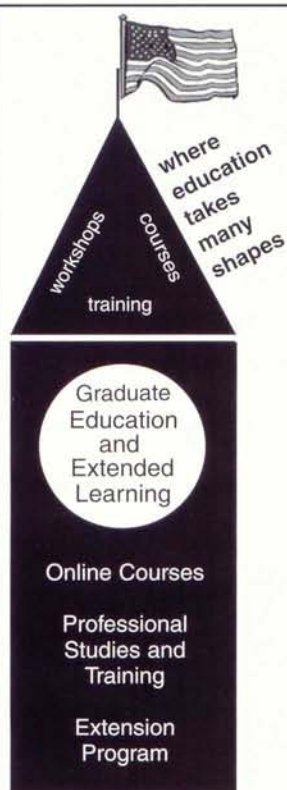 where
education
takes
many
shapes
workshops
courses
training
Graduate
Education
and
Extended
Learning
Online Courses
Professional
Studies and
Training
Extension
Program